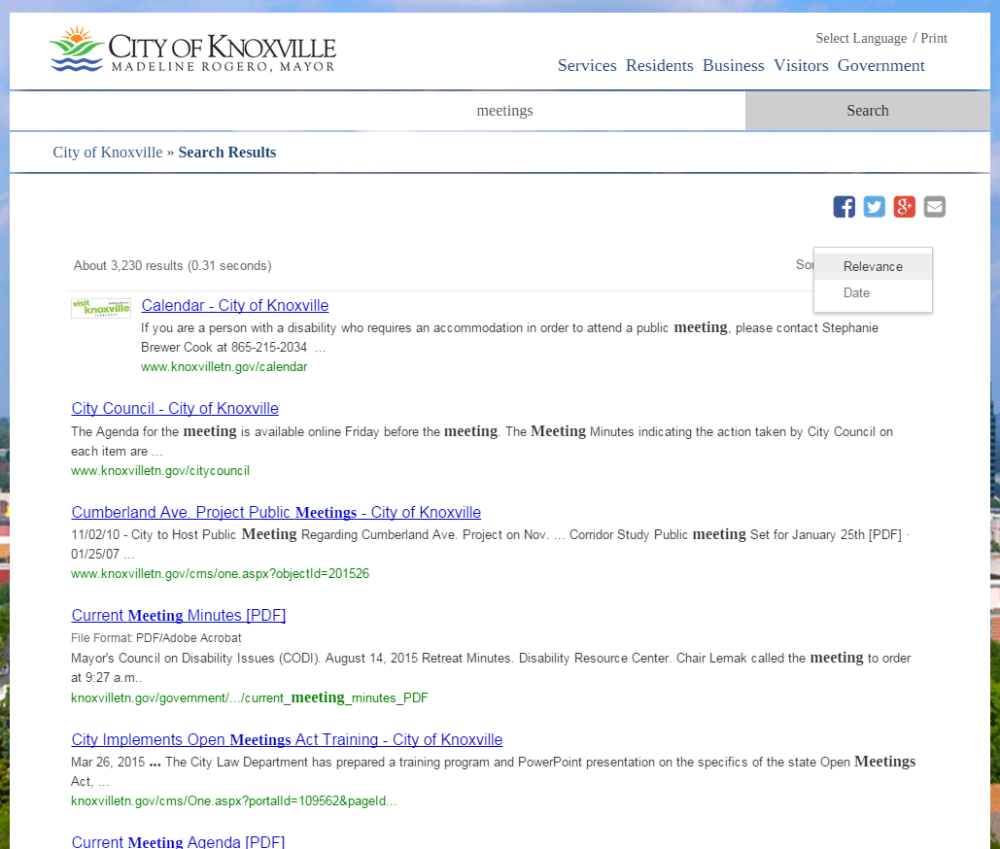 CITY OF KNOXVILLE
MADELINE ROGERO, MAYOR
Select Language / Print
Services Residents Business Visitors Government
meetings
Search
City of Knoxville » Search Results
About 3,230 results (0.31 seconds)
Relevance
Date
visit knoxville
Calendar - City of Knoxville
If you are a person with a disability who requires an accommodation in order to attend a public meeting, please contact Stephanie
Brewer Cook at 865-215-2034 ...
www.knoxvilletn.gov/calendar
City Council - City of Knoxville
The Agenda for the meeting is available online Friday before the meeting. The Meeting Minutes indicating the action taken by City Council on
each item are ...
www.knoxvilletn.gov/citycouncil
Cumberland Ave. Project Public Meetings - City of Knoxville
11/02/10 - City to Host Public Meeting Regarding Cumberland Ave. Project on Nov. ... Corridor Study Public meeting Set for January 25th [PDF] ·
01/25/07 ...
www.knoxvilletn.gov/cms/one.aspx?objectId=201526
Current Meeting Minutes [PDF]
File Format: PDF/Adobe Acrobat
Mayor's Council on Disability Issues (CODI). August 14, 2015 Retreat Minutes. Disability Resource Center. Chair Lemak called the meeting to order
at 9:27 a.m..
knoxvilletn.gov/government/.../current_meeting_minutes_PDF
City Implements Open Meetings Act Training - City of Knoxville
Mar 26, 2015 ... The City Law Department has prepared a training program and PowerPoint presentation on the specifics of the state Open Meetings
Act, ...
knoxvilletn.gov/cms/One.aspx?portalId=109562&pageId...
Current Meeting Agenda [PDF]